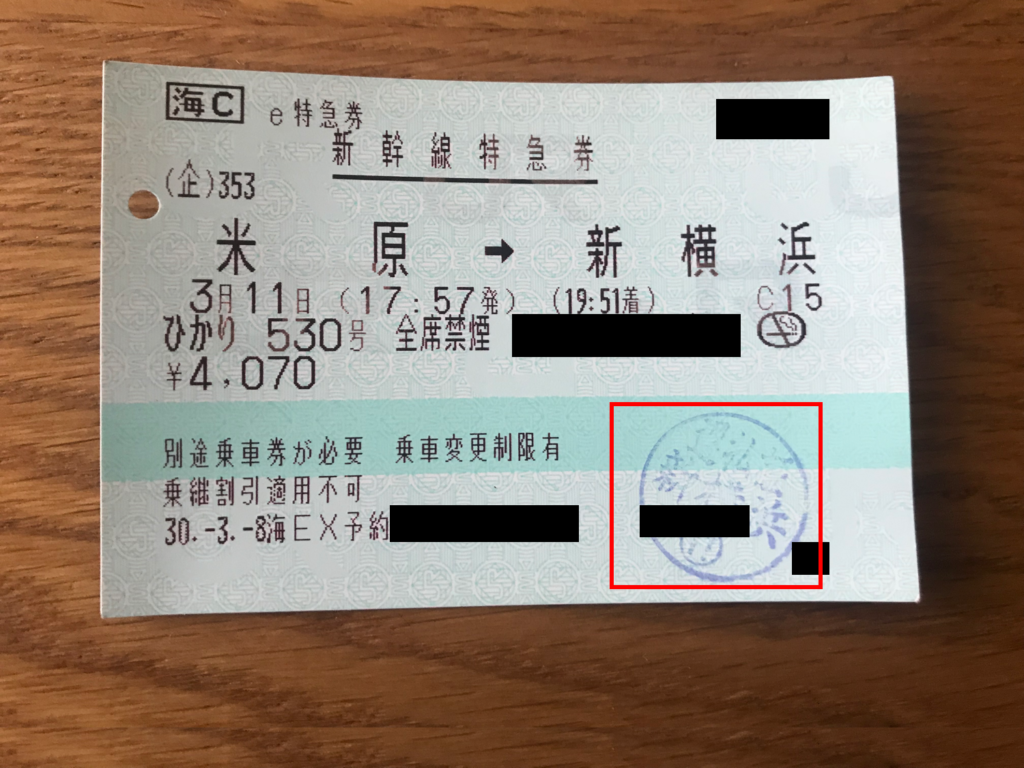 海C e特急券
新幹線特急券
(企)353
米原→新横浜
3月11日(17:57発)(19:51着) C15
ひかり 530号 全席禁煙
¥4,070
別途乗車券が必要 乗車変更制限有
乗継割引適用不可
30.-3.-8海EX予約